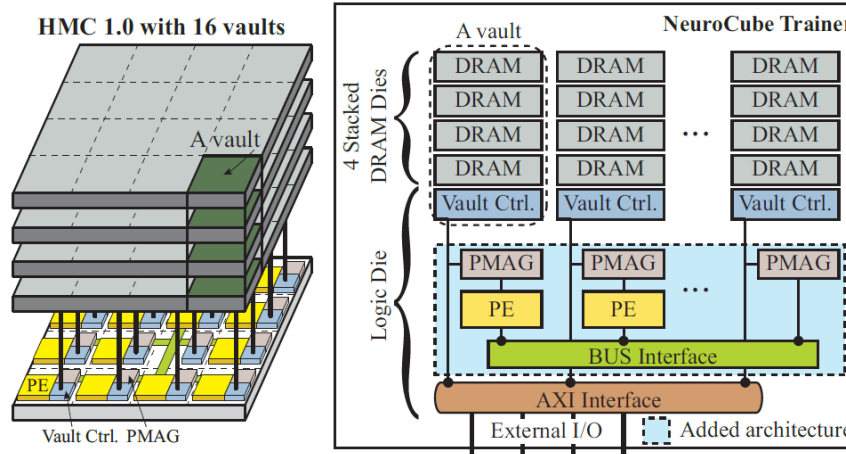 HMC 1.0 with 16 vaults
A vault
PE
Vault Ctrl. PMAG
NeuroCube Trainer
A vault
4 Stacked
DRAM Dies
DRAM DRAM DRAM
DRAM DRAM DRAM
DRAM DRAM ... DRAM
DRAM DRAM DRAM
Vault Ctrl. Vault Ctrl. Vault Ctrl.
Logic Die
PMAG PMAG PMAG
...
PE PE
BUS Interface
AXI Interface
External I/O
Added architecture